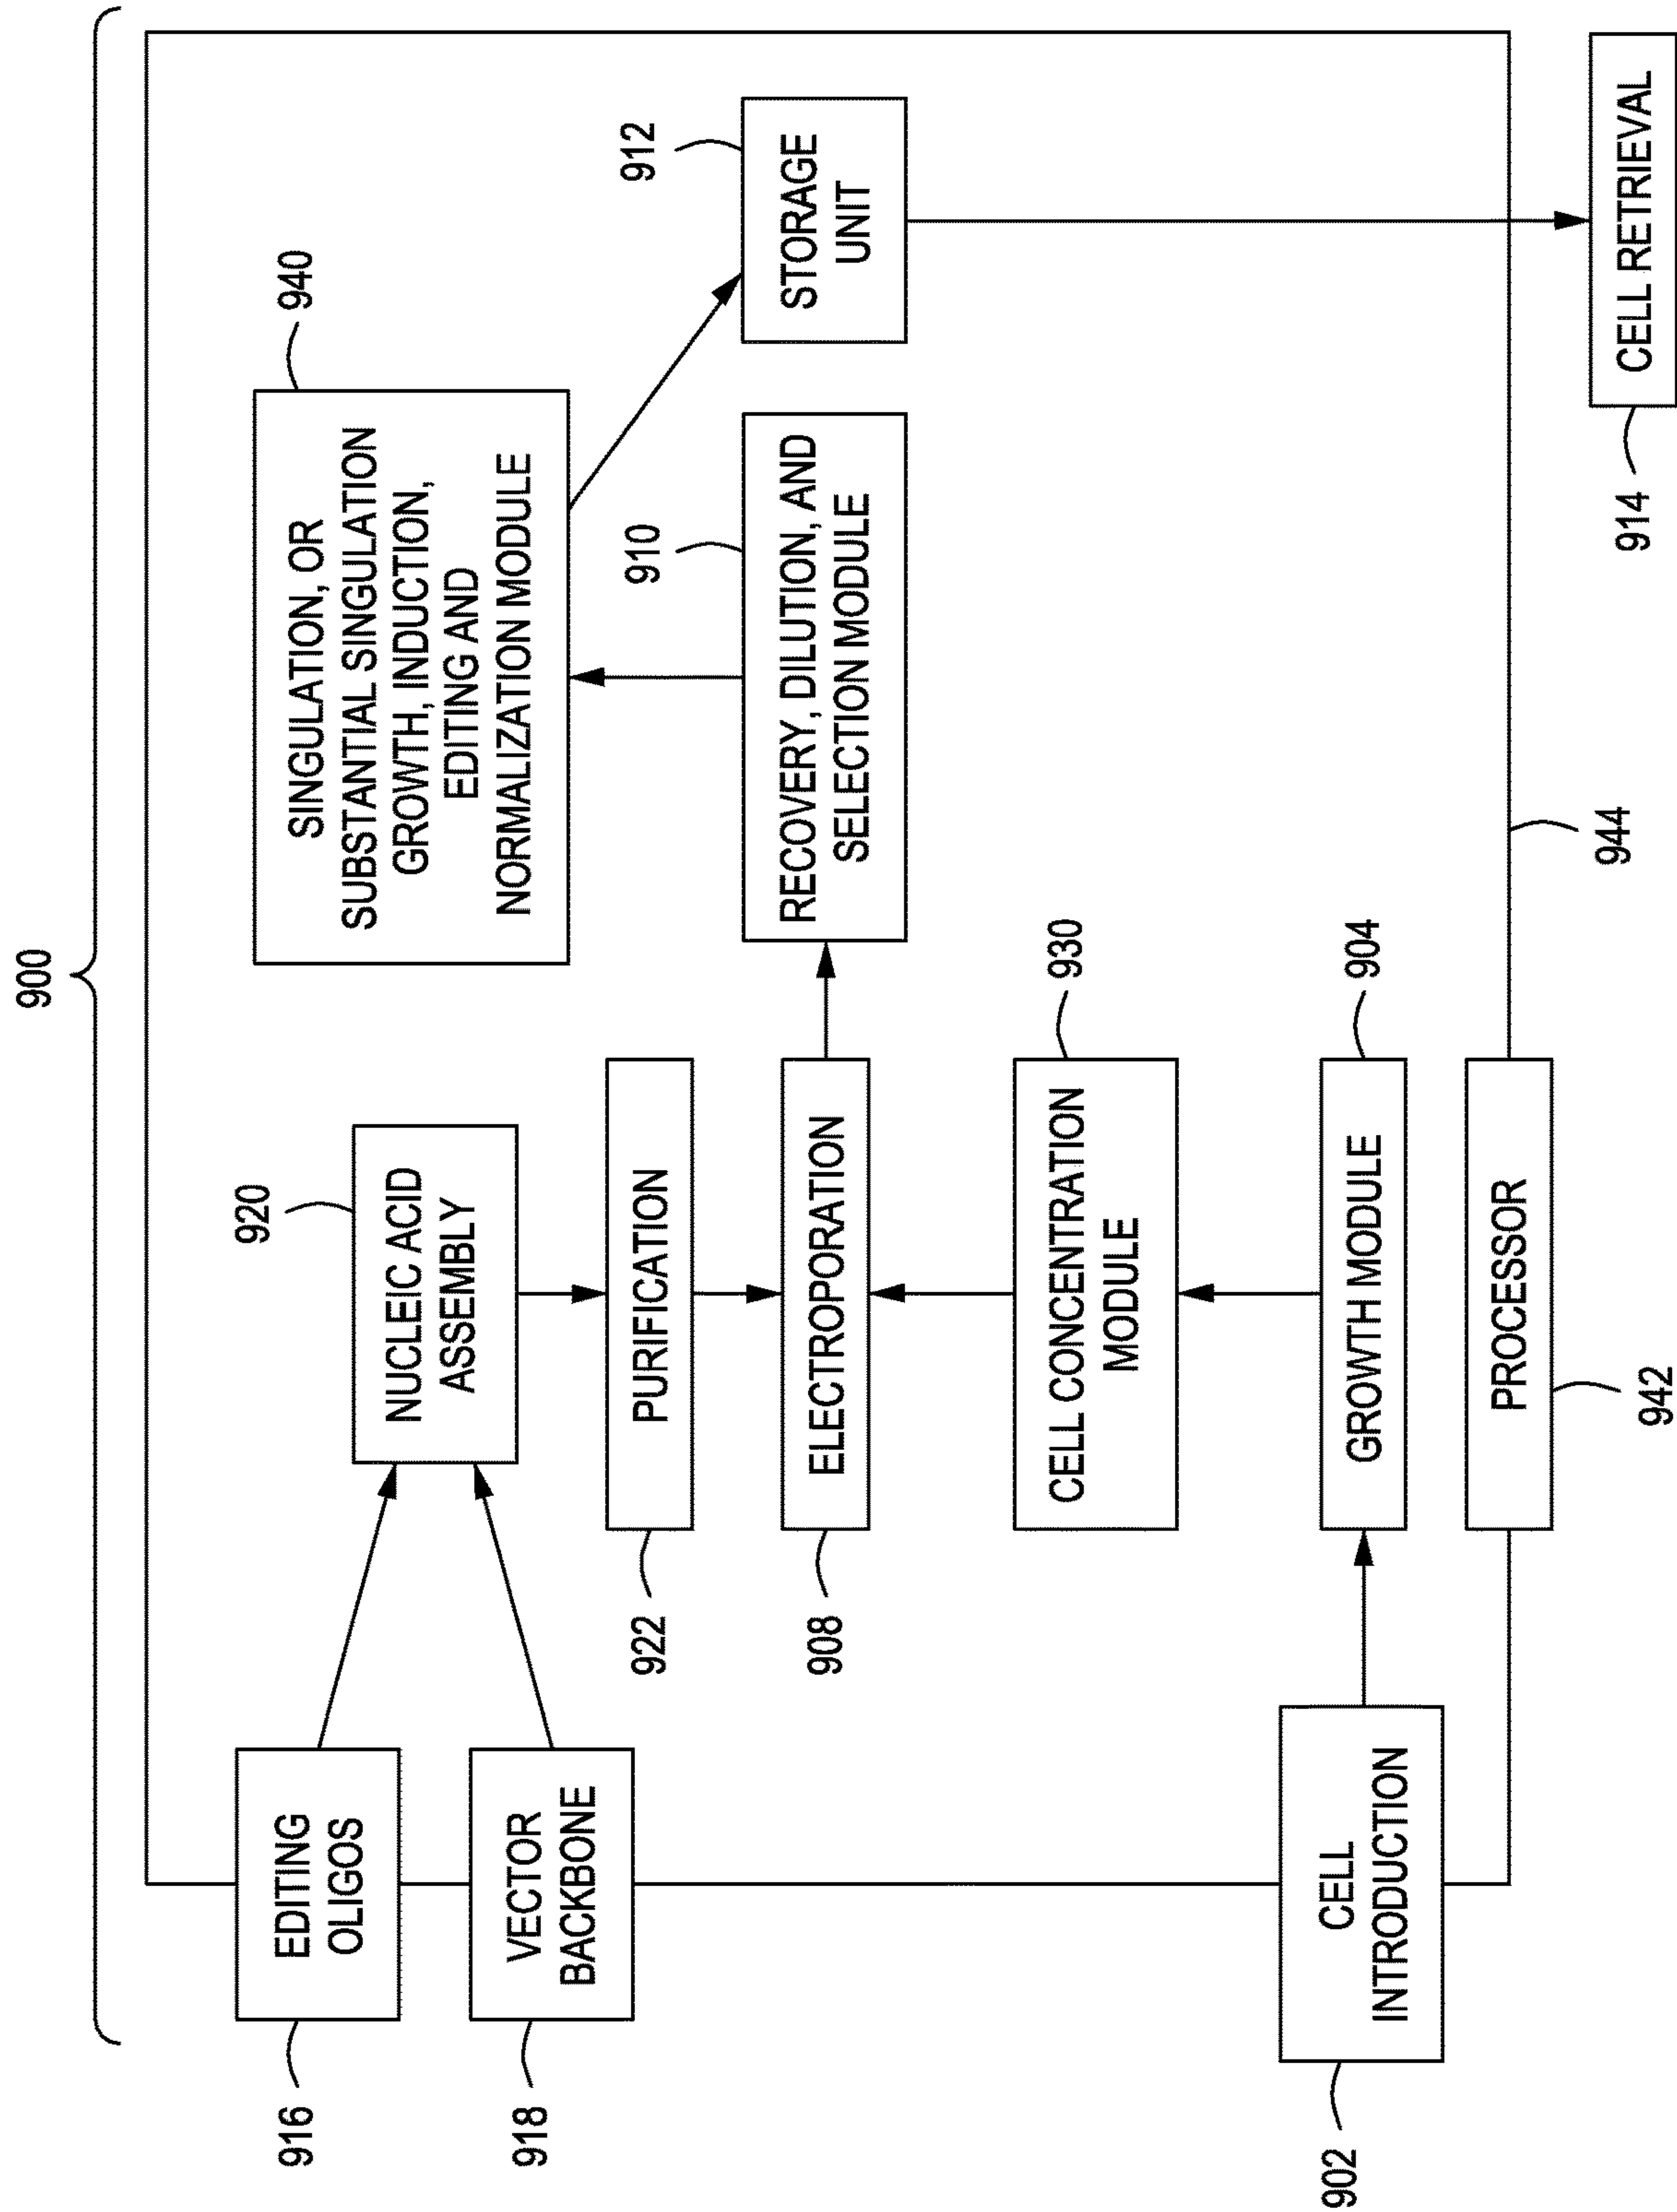 900
916
EDITING
OLIGOS
918
VECTOR
BACKBONE
920
NUCLEIC ACID
ASSEMBLY
922
PURIFICATION
908
ELECTROPORATION
930
CELL CONCENTRATION
MODULE
902
CELL
INTRODUCTION
904
GROWTH MODULE
942
PROCESSOR
944
940
SINGULATION, OR
SUBSTANTIAL SINGULATION
GROWTH, INDUCTION,
EDITING AND
NORMALIZATION MODULE
910
RECOVERY, DILUTION, AND
SELECTION MODULE
912
STORAGE
UNIT
914
CELL RETRIEVAL